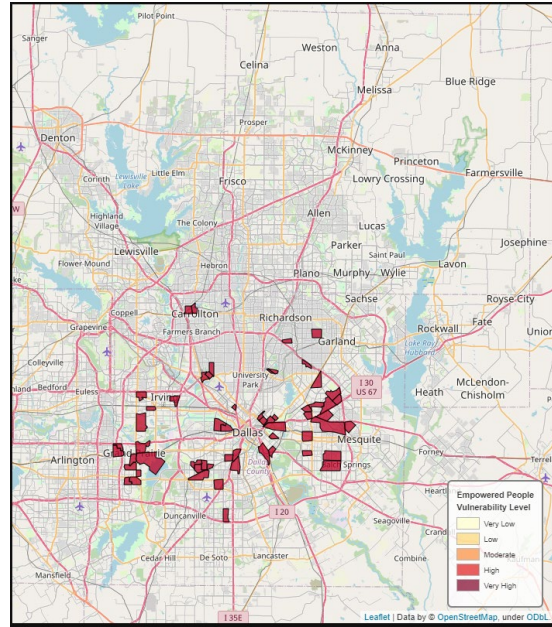 Pilot Point
Sanger
Celina
Weston
Anna
Blue Ridge
Melissa
Prosper
Denton
McKinney
Princeton
Farmersville
Corinth
Lewisville
Lake
Little Elm
Frisco
Lowry Crossing
Highland
Village
The Colony
Allen
Lucas
Parker
Saint Paul
Josephine
Lewisville
Flower Mound
Hebron
Plano
Murphy
Wylie
Lavon
Sachse
Royse City
Coppell
Carrollton
Richardson
Fate
Grapevine
Farmers Branch
Garland
Rockwall
Union
Lake Ray
Hubbard
Colleyville
University
Park
I 30
US 67
McLendon-
Chisholm
Bedford
Euless
Heath
Dallas
Mesquite
Forney
Arlington
Dallas
County
Terrel
Duncanville
I 20
Seagoville
Cedar Hill
De Soto
Lancaster
Combine
Mansfield
I 35E
Empowered People
Vulnerability Level
Very Low
Low
Moderate
High
Very High
Leaflet | Data by © OpenStreetMap, under ODbL